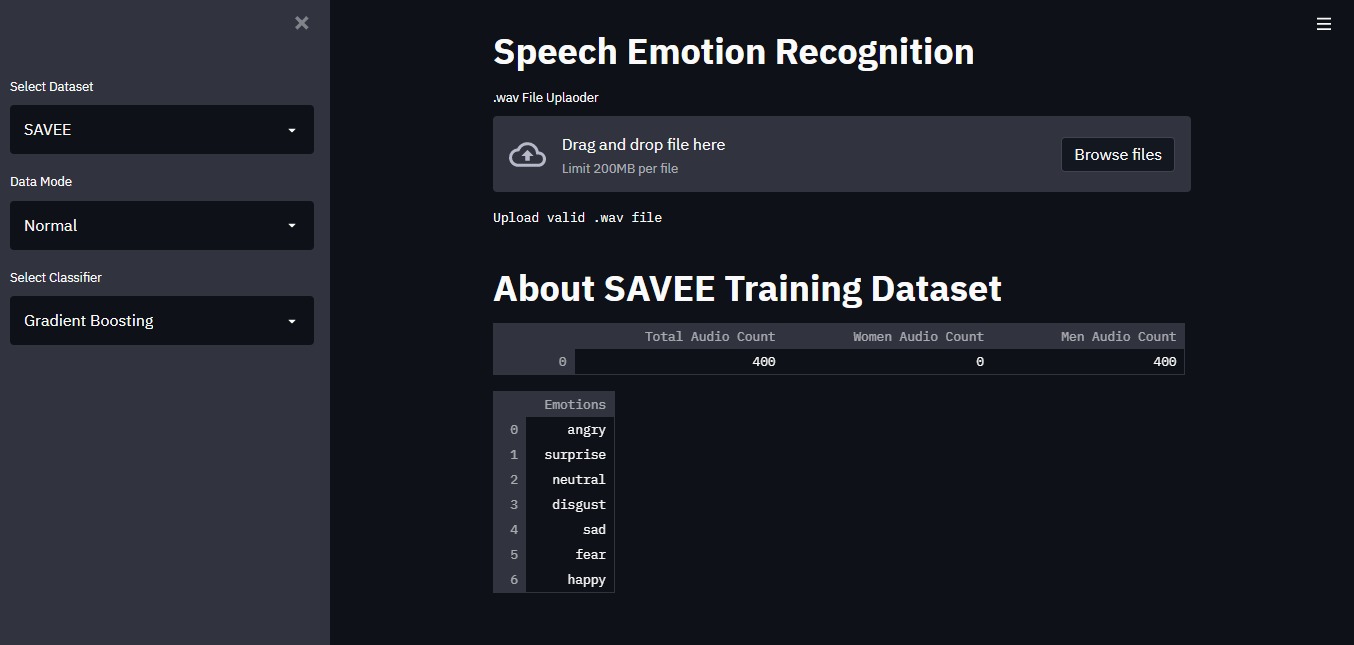 Select Dataset
SAVEE
Data Mode
Normal
Select Classifier
Gradient Boosting
Speech Emotion Recognition
.wav File Uplaoder
Drag and drop file here
Limit 200MB per file
Browse files
Upload valid .wav file
About SAVEE Training Dataset
Total Audio Count Women Audio Count Men Audio Count
0 400 0 400
Emotions
0 angry
1 surprise
2 neutral
3 disgust
4 sad
5 fear
6 happy